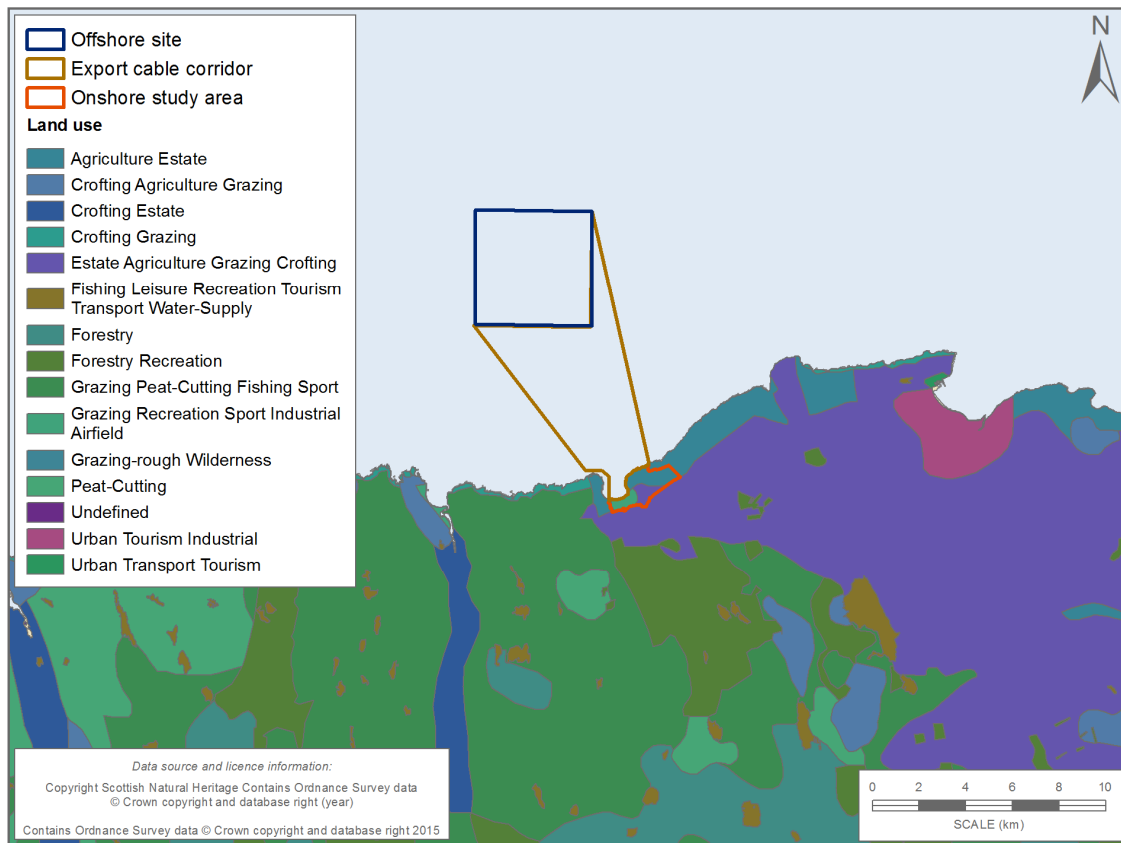 Offshore site
Export cable corridor
Onshore study area
Land use
Agriculture Estate
Crofting Agriculture Grazing
Crofting Estate
Crofting Grazing
Estate Agriculture Grazing Crofting
Fishing Leisure Recreation Tourism
Transport Water-Supply
Forestry
Forestry Recreation
Grazing Peat-Cutting Fishing Sport
Grazing Recreation Sport Industrial
Airfield
Grazing-rough Wilderness
Peat-Cutting
Undefined
Urban Tourism Industrial
Urban Transport Tourism
N
Data source and licence information:
Copyright Scottish Natural Heritage Contains Ordnance Survey data
© Crown copyright and database right (year)
Contains Ordnance Survey data © Crown copyright and database right 2015
0 2 4 6 8 10
SCALE (km)